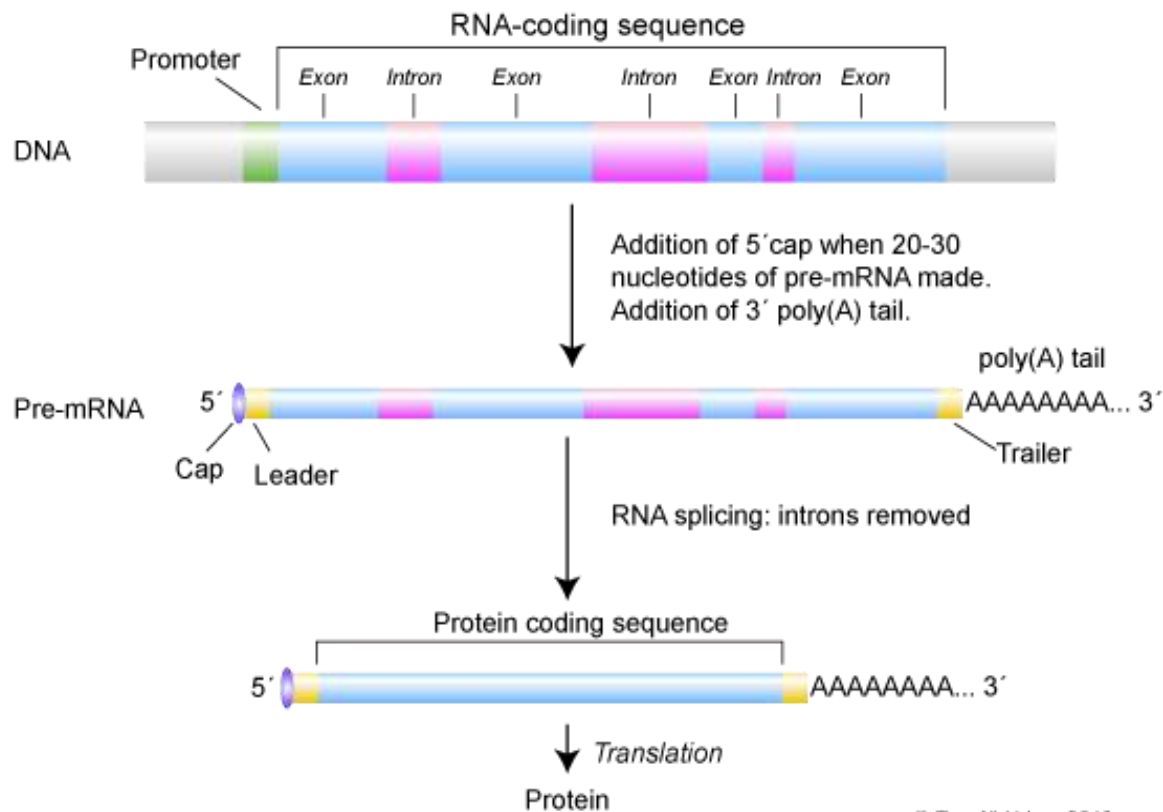 RNA-coding sequence
Promoter
Exon Intron Exon Intron Exon Intron Exon
DNA
Addition of 5´cap when 20-30
nucleotides of pre-mRNA made.
Addition of 3´ poly(A) tail.
poly(A) tail
Pre-mRNA 5´ AAAAAAAA... 3´
Cap Leader Trailer
RNA splicing: introns removed
Protein coding sequence
5´ AAAAAAAA... 3´
Translation
Protein